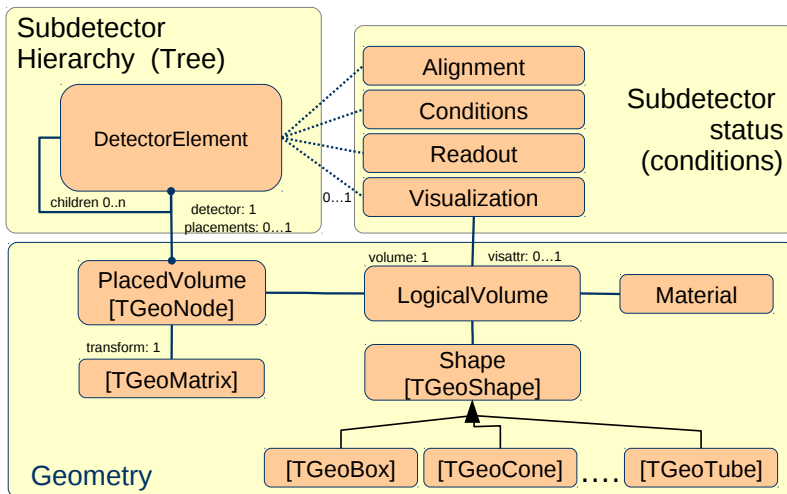 Subdetector
Hierarchy (Tree)
DetectorElement
children 0..n
detector: 1
placements: 0...1
Alignment
Conditions
Readout
Visualization
0...1
Subdetector
status
(conditions)
volume: 1
visattr: 0...1
PlacedVolume
[TGeoNode]
LogicalVolume
Material
transform: 1
[TGeoMatrix]
Shape
[TGeoShape]
[TGeoBox]
[TGeoCone]
....
[TGeoTube]
Geometry